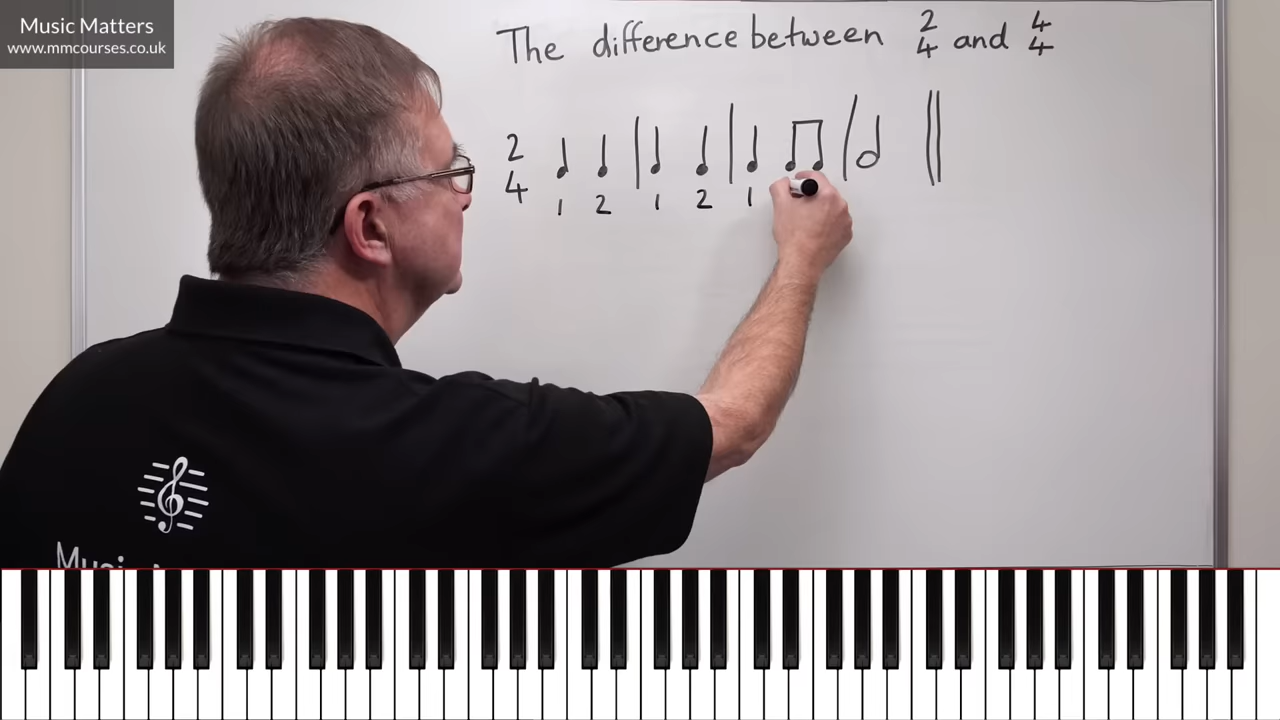 Music Matters
www.mmcourses.co.uk
The difference between 2/4 and 4/4
2
4
1 2 1 2 1